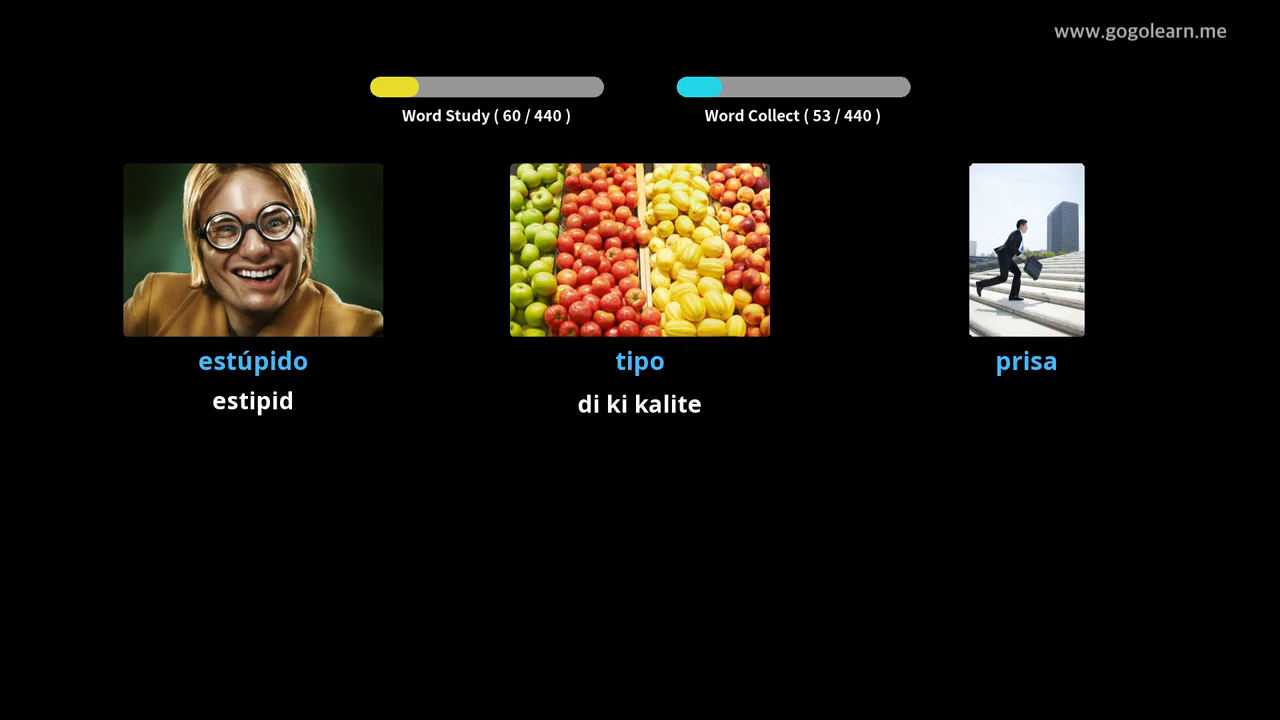 www.gogolearn.me
Word Study ( 60 / 440 )
Word Collect ( 53 / 440 )
estúpido
tipo
prisa
estipid
di ki kalite